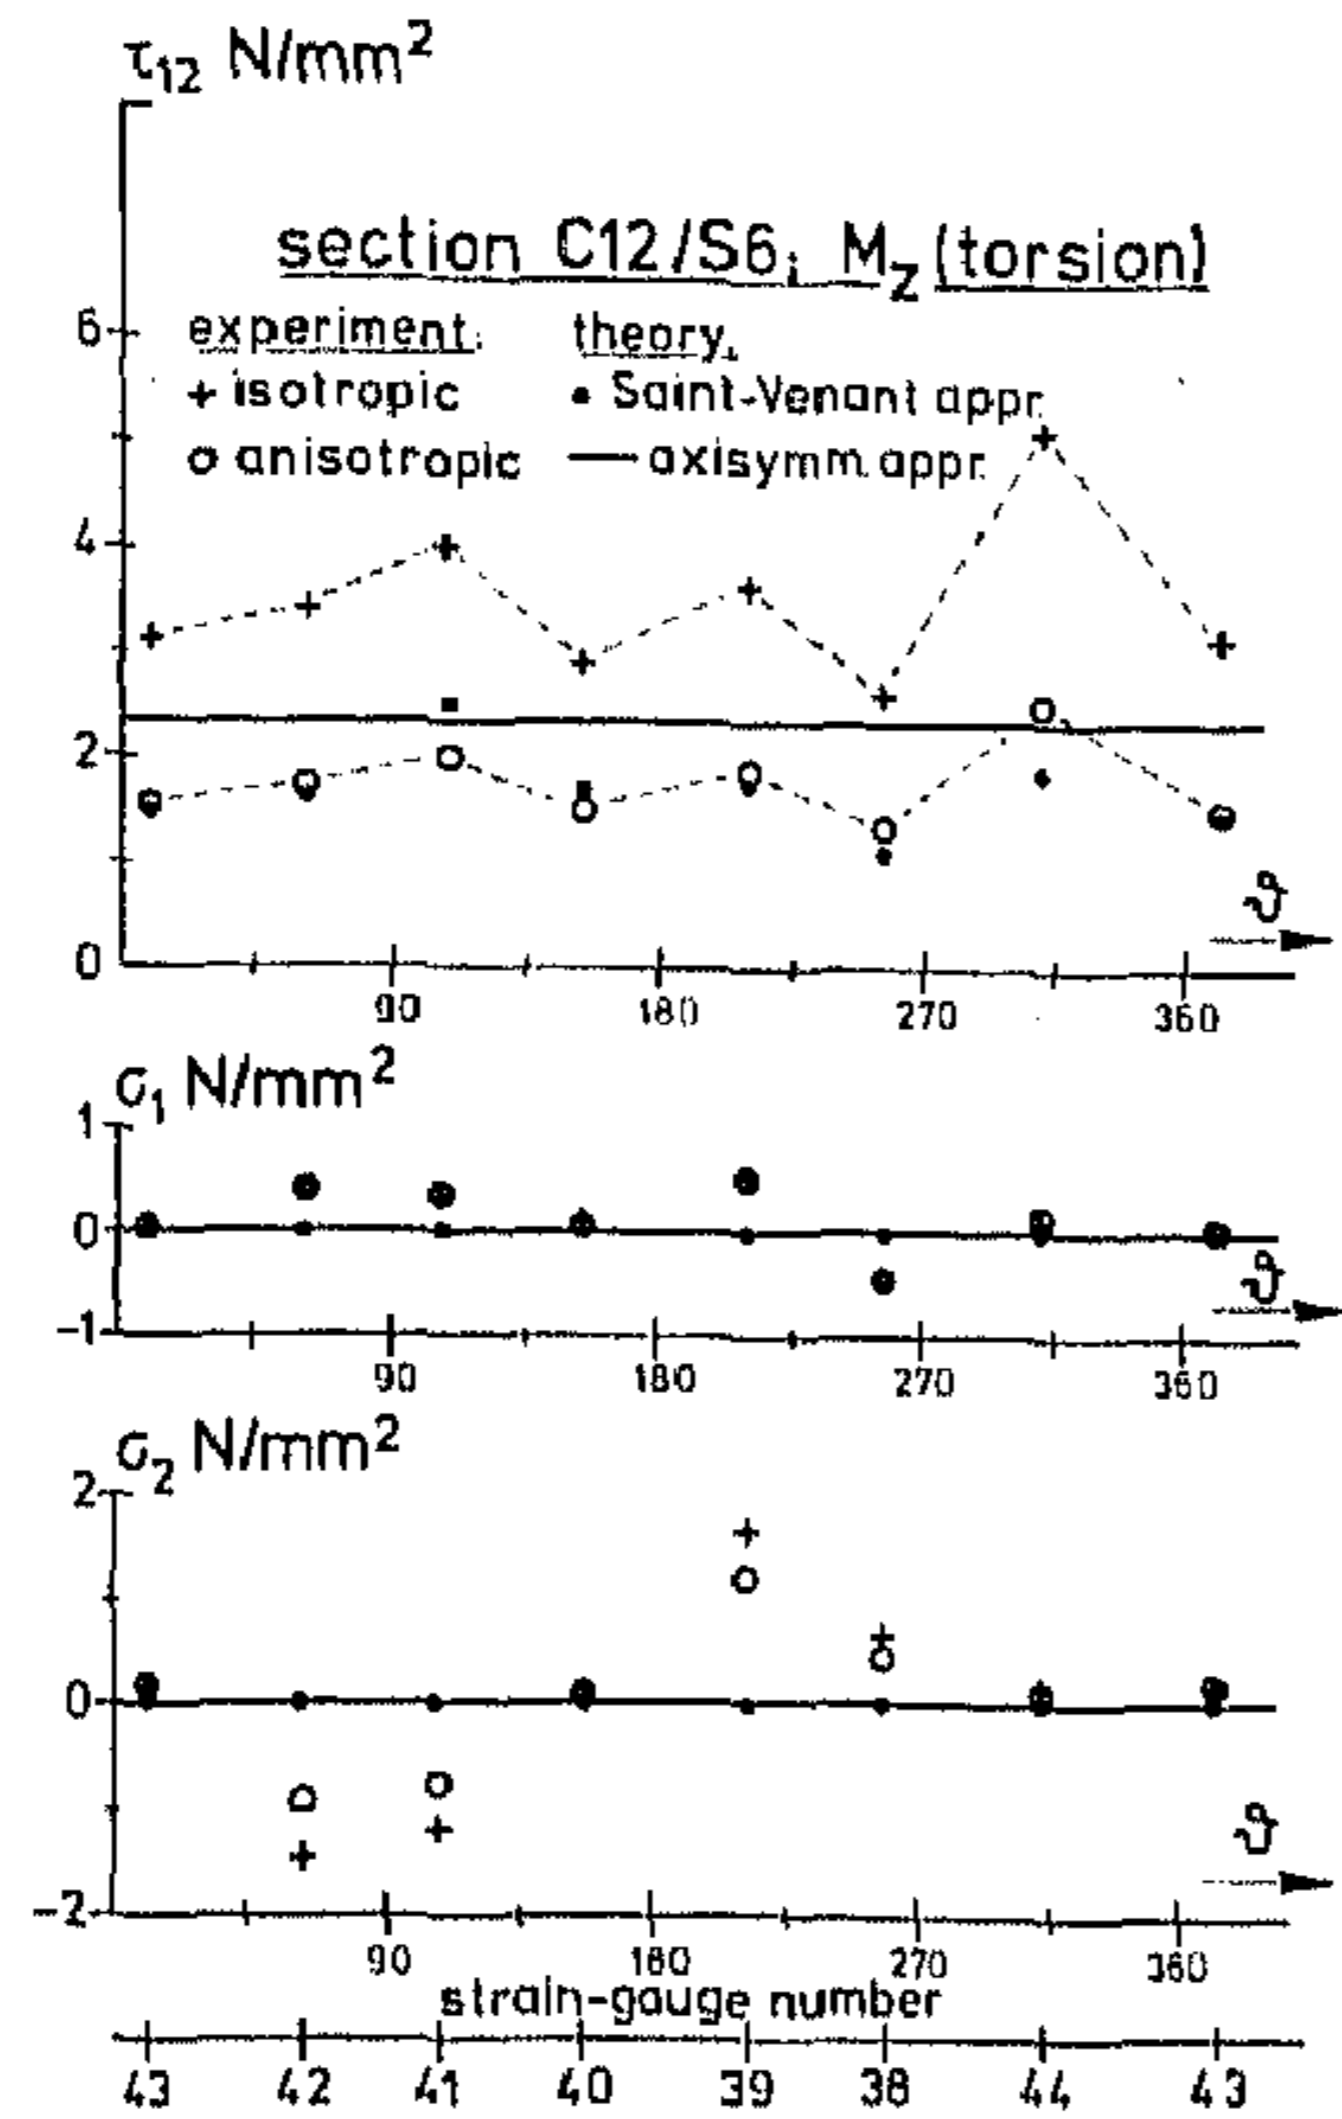 τ12 N/mm²
section C12/S6; Mz (torsion)
experiment: theory:
+ isotropic • Saint-Venant appr.
o anisotropic — axisymm. appr.
6
4
2
0
ϑ
90 180 270 360
σ1 N/mm²
1
0
-1
ϑ
90 180 270 360
σ2 N/mm²
2
0
-2
ϑ
90 180 270 360
strain-gauge number
43 42 41 40 39 38 44 43